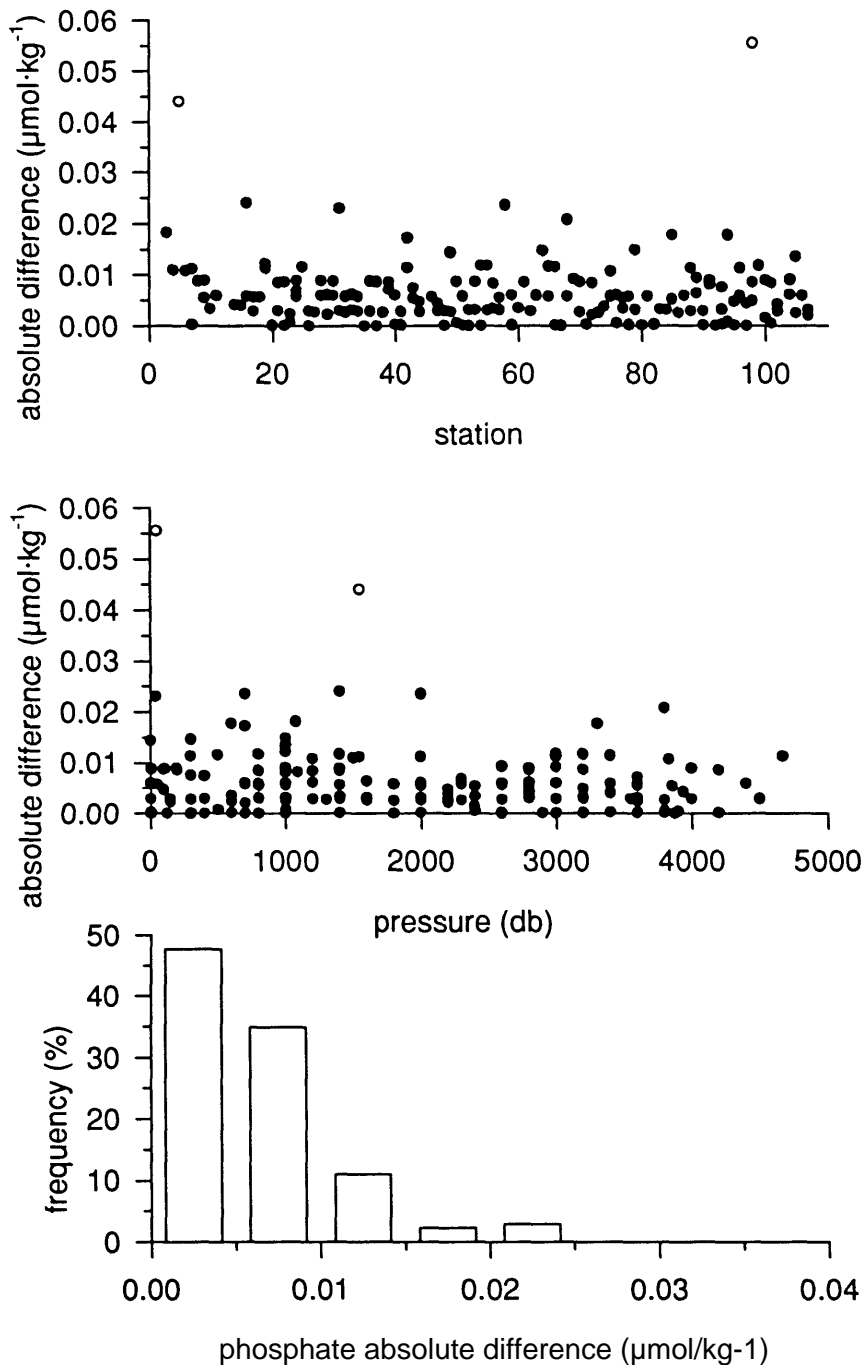 absolute difference (µmol·kg-1)
0.06
0.05
0.04
0.03
0.02
0.01
0.00
0 20 40 60 80 100
station
absolute difference (µmol·kg-1)
0.06
0.05
0.04
0.03
0.02
0.01
0.00
0 1000 2000 3000 4000 5000
pressure (db)
frequency (%)
50
40
30
20
10
0
0.00 0.01 0.02 0.03 0.04
phosphate absolute difference (µmol/kg-1)